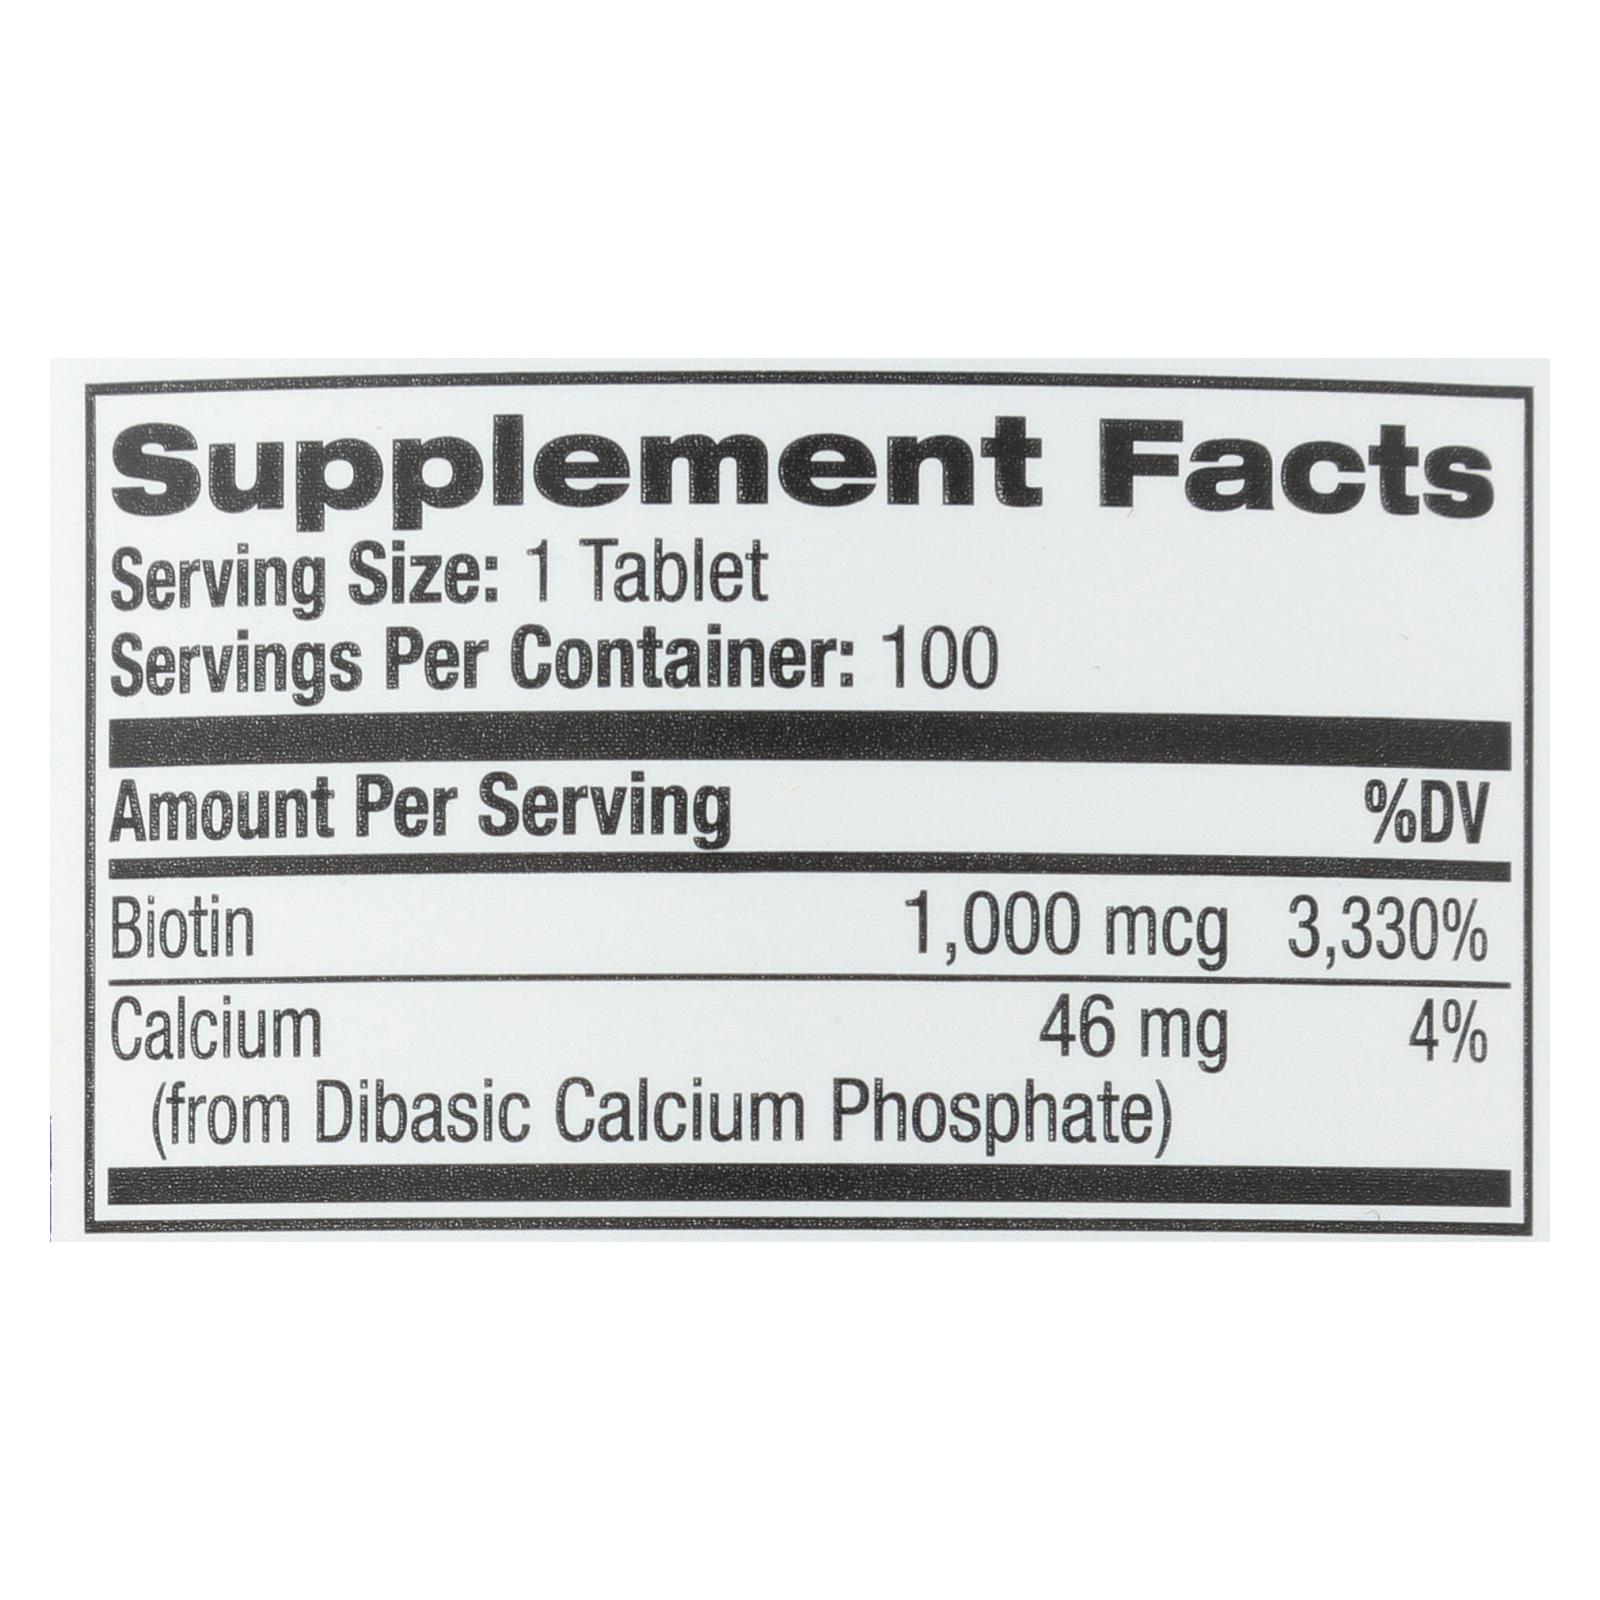 Supplement Facts
Serving Size: 1 Tablet
Servings Per Container: 100
Amount Per Serving %DV
Biotin 1,000 mcg 3,330%
Calcium 46 mg 4%
(from Dibasic Calcium Phosphate)